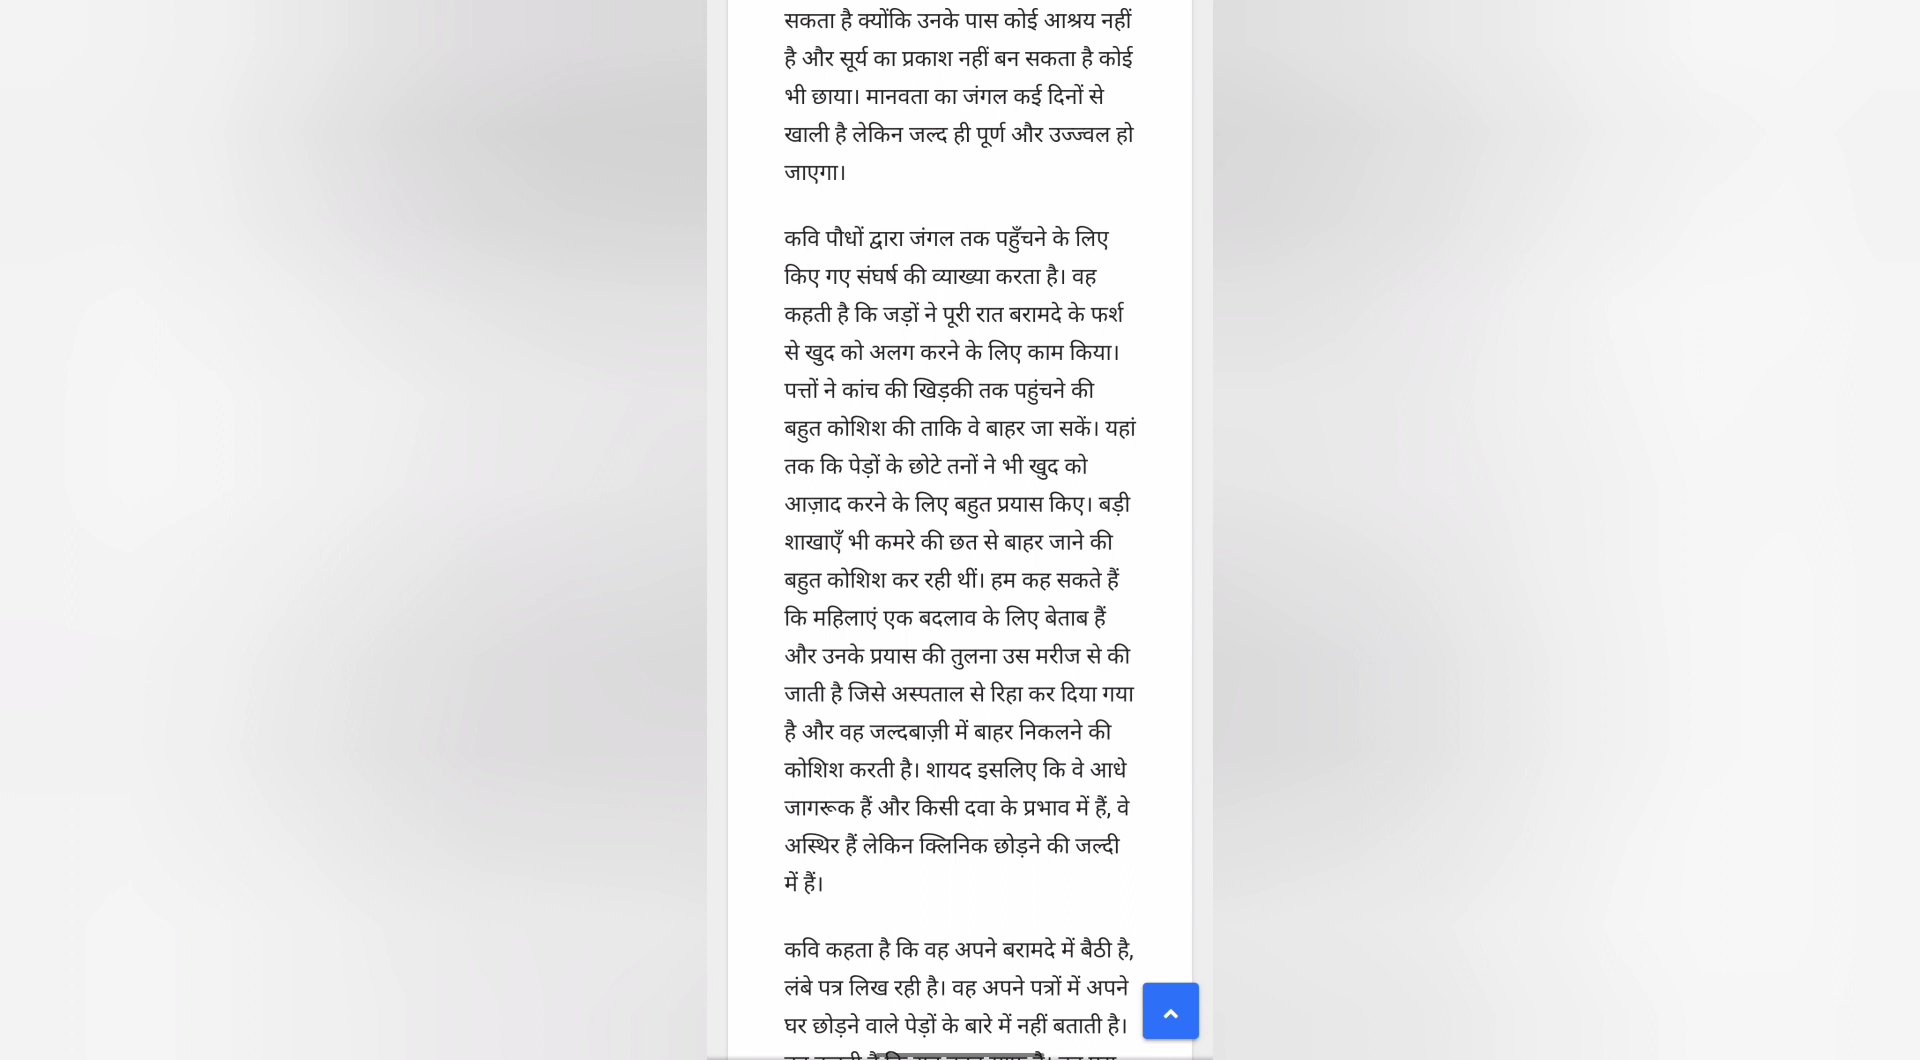 सकता है क्योंकि उनके पास कोई आश्रय नहीं
है और सूर्य का प्रकाश नहीं बन सकता है कोई
भी छाया। मानवता का जंगल कई दिनों से
खाली है लेकिन जल्द ही पूर्ण और उज्ज्वल हो
जाएगा।
कवि पौधों द्वारा जंगल तक पहुँचने के लिए
किए गए संघर्ष की व्याख्या करता है। वह
कहती है कि जड़ों ने पूरी रात बरामदे के फर्श
से खुद को अलग करने के लिए काम किया।
पत्तों ने कांच की खिड़की तक पहुंचने की
बहुत कोशिश की ताकि वे बाहर जा सकें। यहां
तक कि पेड़ों के छोटे तनों ने भी खुद को
आज़ाद करने के लिए बहुत प्रयास किए। बड़ी
शाखाएँ भी कमरे की छत से बाहर जाने की
बहुत कोशिश कर रही थीं। हम कह सकते हैं
कि महिलाएं एक बदलाव के लिए बेताब हैं
और उनके प्रयास की तुलना उस मरीज से की
जाती है जिसे अस्पताल से रिहा कर दिया गया
है और वह जल्दबाज़ी में बाहर निकलने की
कोशिश करती है। शायद इसलिए कि वे आधे
जागरूक हैं और किसी दवा के प्रभाव में हैं, वे
अस्थिर हैं लेकिन क्लिनिक छोड़ने की जल्दी
में हैं।
कवि कहता है कि वह अपने बरामदे में बैठी है,
लंबे पत्र लिख रही है। वह अपने पत्रों में अपने
घर छोड़ने वाले पेड़ों के बारे में नहीं बताती है।